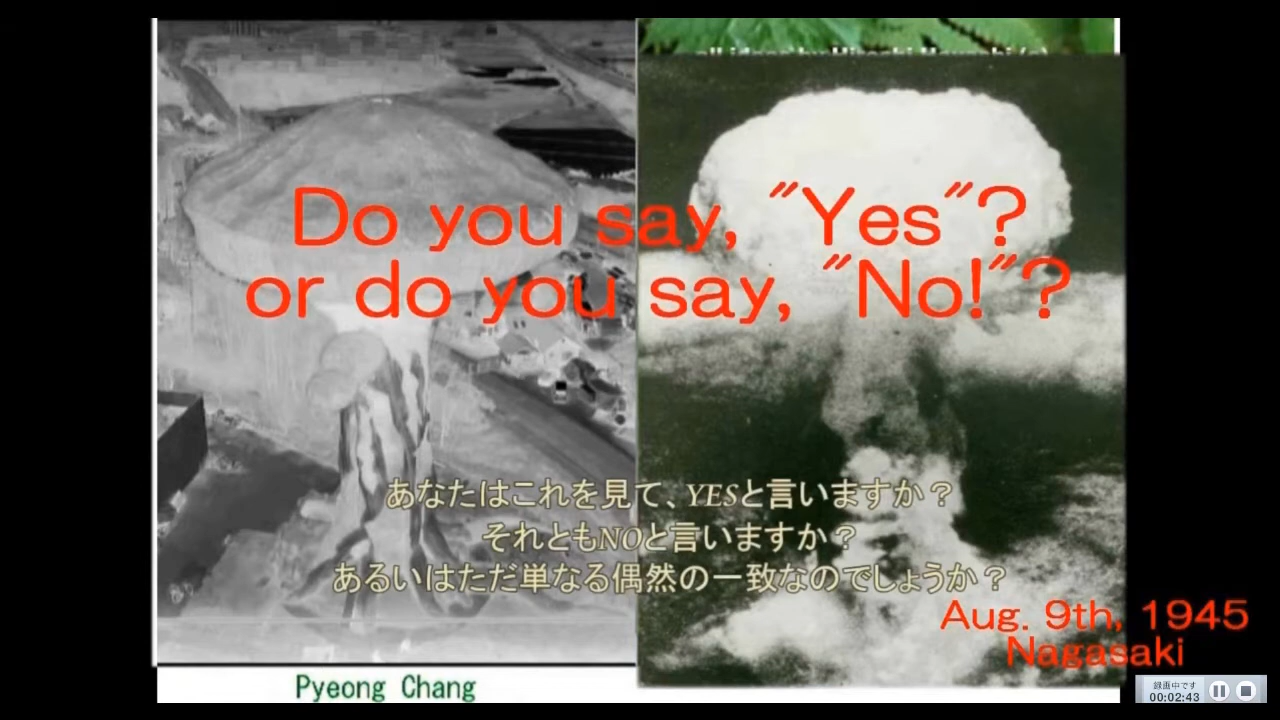 Do you say, "Yes"?
or do you say, "No!"?
あなたはこれを見て、YESと言いますか？
それともNOと言いますか？
あるいはただ単なる偶然の一致なのでしょうか？
Aug. 9th, 1945
Nagasaki
Pyeong Chang
録画中です
00:02:43